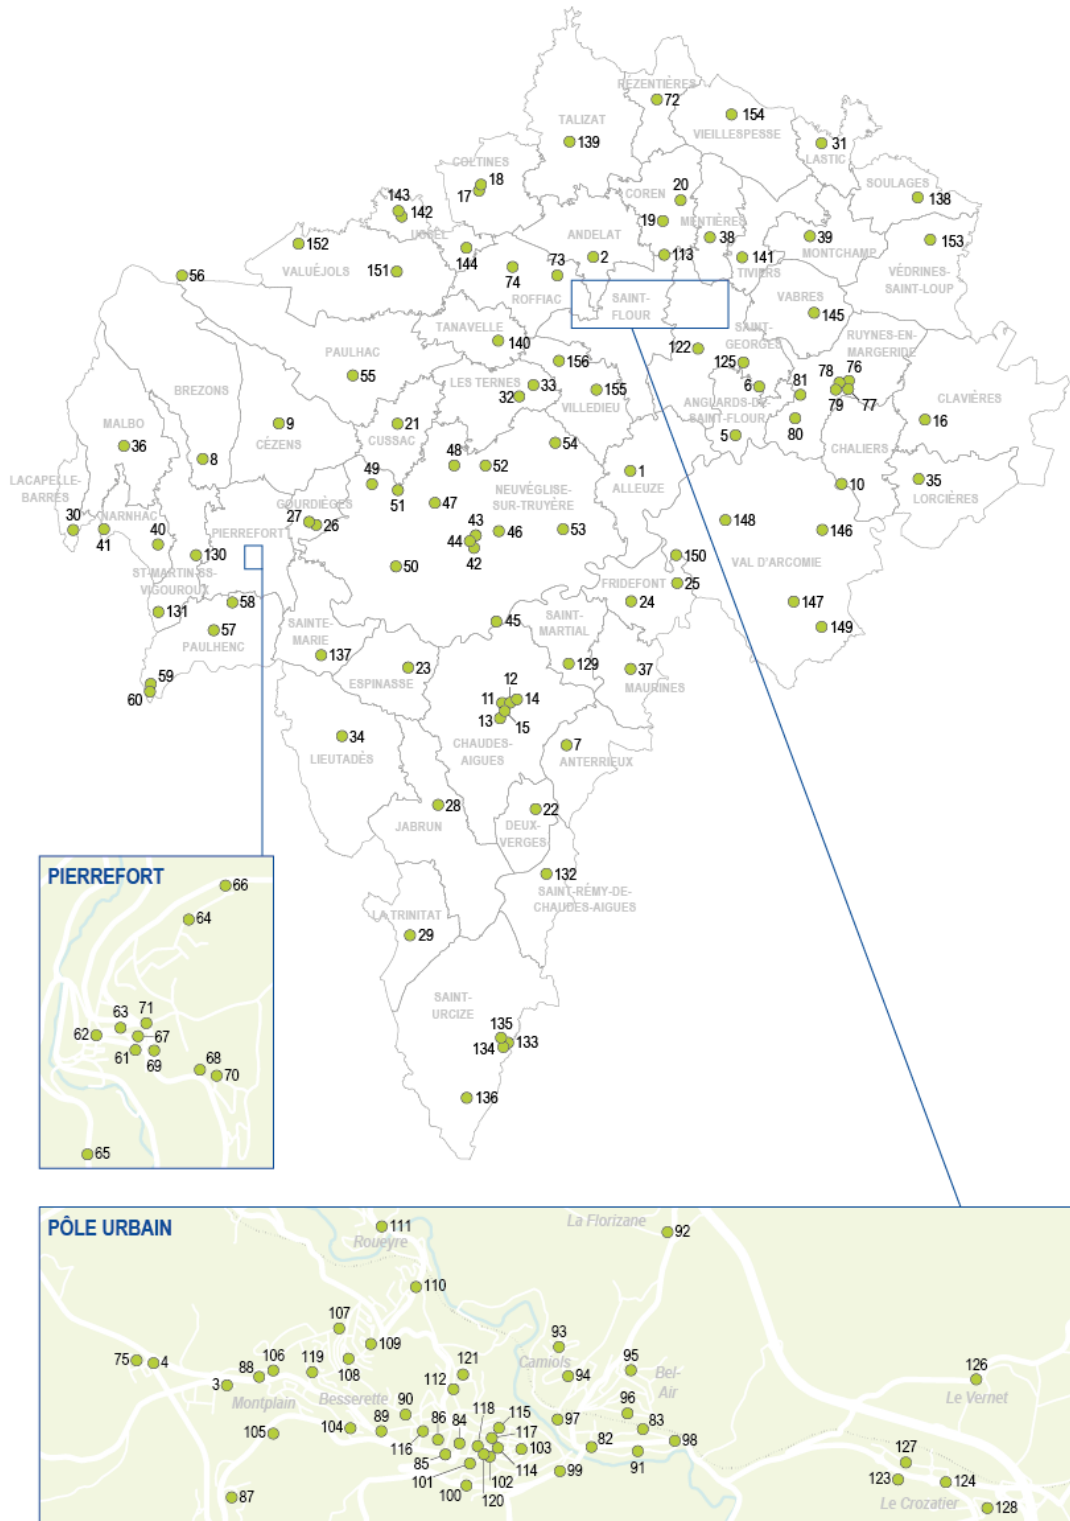 RÉZENTIÈRES
72
154
VIEILLESPESSE
TALIZAT
139
31
LASTIC
COLTINES
18
17
COREN
20
SOULAGES
138
143
142
USSEL
19
MENTIÈRES
38
39
MONTCHAMP
153
152
VALUÉJOLS
151
144
ANDELAT
2
113
141
TIVIERS
VÉDRINES-
SAINT-LOUP
56
74
73
ROFFIAC
SAINT-
FLOUR
VABRES
145
TANAVELLE
140
122
SAINT-
GEORGES
125
RUYNES-EN-
MARGERIDE
PAULHAC
55
156
BREZONS
LES TERNES
33
32
155
VILLEDIEU
6
ANGLARDS-DE-
SAINT-FLOUR
81
78
76
79
77
CLAVIÈRES
16
MALBO
36
9
CÉZENS
21
CUSSAC
5
80
CHALIERS
8
48
52
54
1
ALLEUZE
LACAPELLE-
BARRÈS
49
51
47
NEUVÉGLISE-
SUR-TRUYÈRE
10
35
LORCIÈRES
GOURDIÈGES
27
26
30
NARNHAC
41
40
PIERREFORT
43
44
42
46
53
148
146
130
ST-MARTIN-SS-
VIGOUROUX
50
150
VAL D'ARCOMIE
25
FRIDEFONT
24
147
131
58
57
PAULHENC
45
SAINT-
MARTIAL
149
SAINTE-
MARIE
137
23
ESPINASSE
129
37
MAURINES
59
60
12
11
14
13
15
34
LIEUTADÈS
CHAUDES-
AIGUES
7
ANTERRIEUX
28
JABRUN
22
DEUX-
VERGES
132
SAINT-RÉMY-DE-
CHAUDES-AIGUES
LA TRINITAT
29
SAINT-
URCIZE
135
133
134
136
PIERREFORT
66
64
63
71
62
67
61
69
68
70
65
PÔLE URBAIN
111
Roueyre
La Florizane
92
110
107
109
93
Camiols
75
4
88
106
119
108
121
94
95
Bel-
Air
126
Le Vernet
3
Montplain
Besserette
112
90
118
115
97
96
83
105
104
89
116
86
84
117
103
82
98
85
101
114
91
127
102
99
123
124
87
100
120
Le Crozatier
128